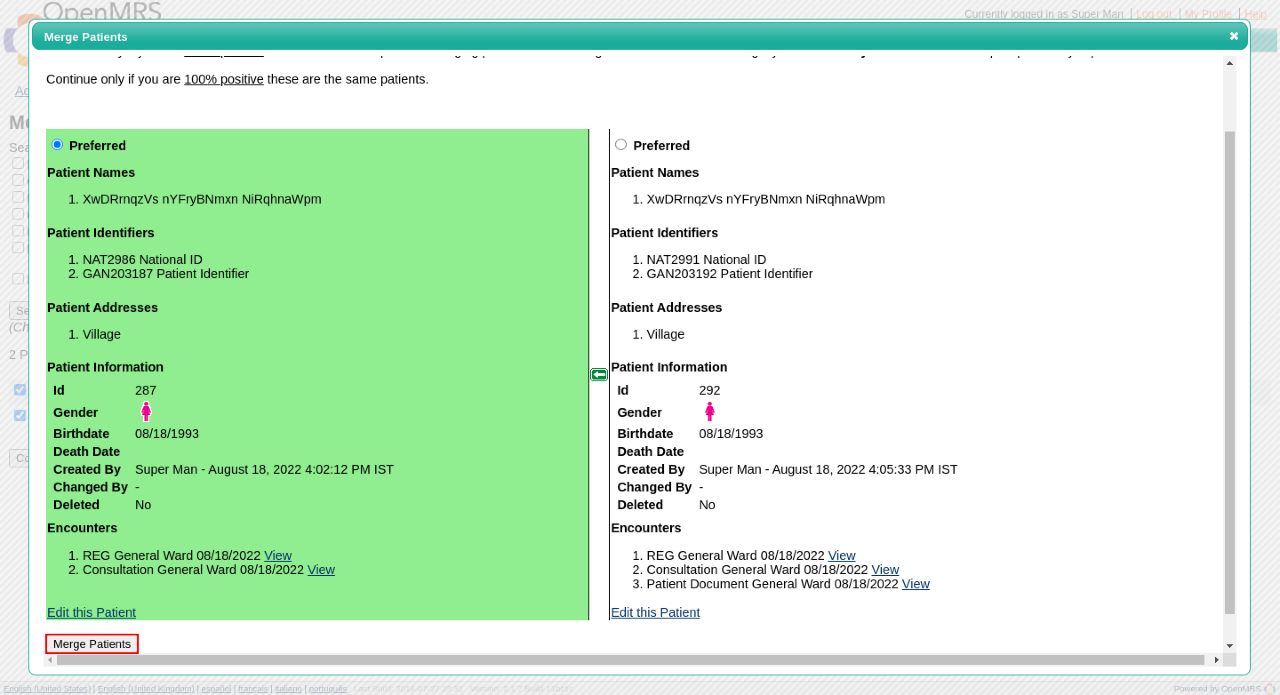 OpenMRS
Currently logged in as Super Man | Log out | My Profile | Help
Merge Patients
Continue only if you are 100% positive these are the same patients.
Preferred
Patient Names
1. XwDRrnqzVs nYFryBNmxn NiRqhnaWpm
Patient Identifiers
1. NAT2986 National ID
2. GAN203187 Patient Identifier
Patient Addresses
1. Village
Patient Information
Id 287
Gender
Birthdate 08/18/1993
Death Date
Created By Super Man - August 18, 2022 4:02:12 PM IST
Changed By -
Deleted No
Encounters
1. REG General Ward 08/18/2022 View
2. Consultation General Ward 08/18/2022 View
Edit this Patient
Preferred
Patient Names
1. XwDRrnqzVs nYFryBNmxn NiRqhnaWpm
Patient Identifiers
1. NAT2991 National ID
2. GAN203192 Patient Identifier
Patient Addresses
1. Village
Patient Information
Id 292
Gender
Birthdate 08/18/1993
Death Date
Created By Super Man - August 18, 2022 4:05:33 PM IST
Changed By -
Deleted No
Encounters
1. REG General Ward 08/18/2022 View
2. Consultation General Ward 08/18/2022 View
3. Patient Document General Ward 08/18/2022 View
Edit this Patient
Merge Patients
English (United States) | English (United Kingdom) | español | français | italiano | português
Powered by OpenMRS